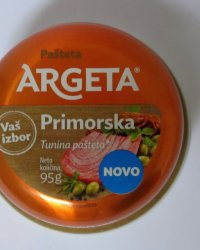 Pašteta
ARGETA®
Vaš
izbor
Primorska
Tunina pašteta
Neto
količina:
95g
NOVO